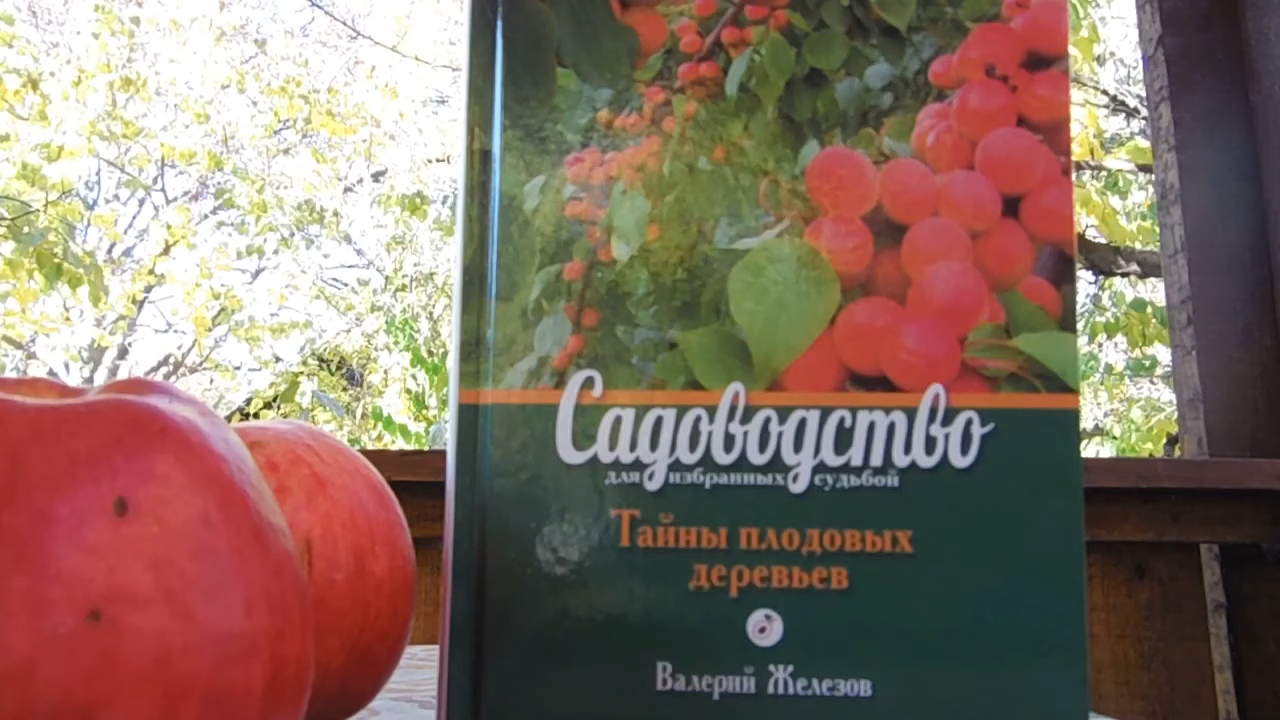 Садоводство
для избранных судьбой
Тайны плодовых
деревьев
Валерий Железов